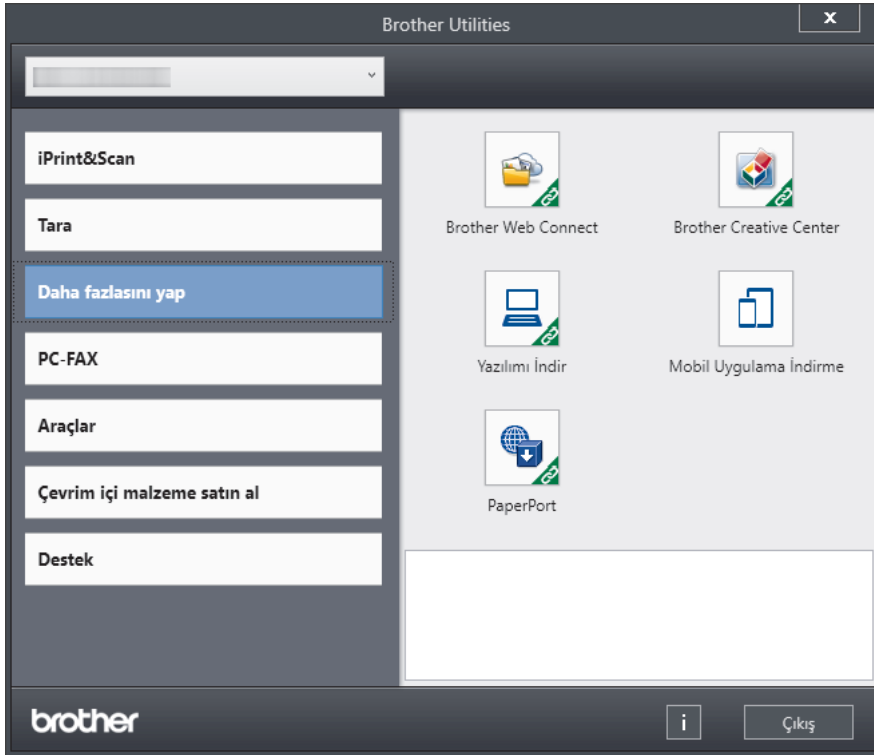 Brother Utilities
x
iPrint&Scan
Tara
Daha fazlasını yap
PC-FAX
Araçlar
Çevrim içi malzeme satın al
Destek
Brother Web Connect
Brother Creative Center
Yazılımı İndir
Mobil Uygulama İndirme
PaperPort
brother
i
Çıkış